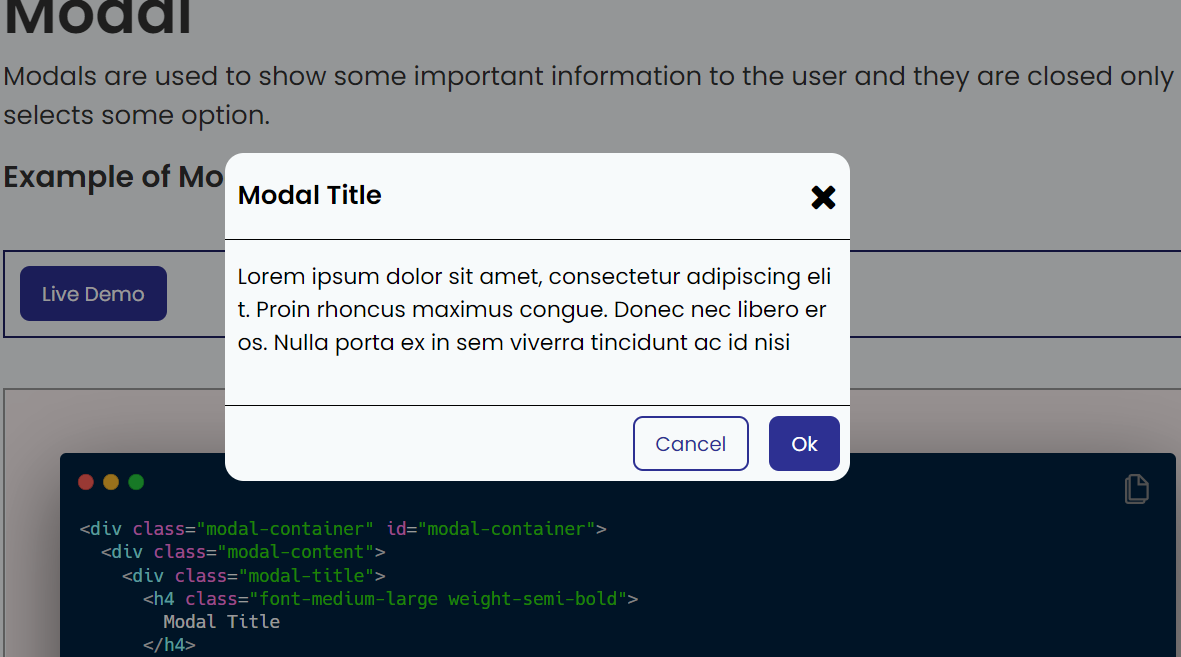 Modal
Modals are used to show some important information to the user and they are closed only
selects some option.
Example of Mo
Modal Title
Lorem ipsum dolor sit amet, consectetur adipiscing eli
t. Proin rhoncus maximus congue. Donec nec libero er
os. Nulla porta ex in sem viverra tincidunt ac id nisi
Live Demo
Cancel
Ok
<div class="modal-container" id="modal-container">
<div class="modal-content">
<div class="modal-title">
<h4 class="font-medium-large weight-semi-bold">
Modal Title
</h4>